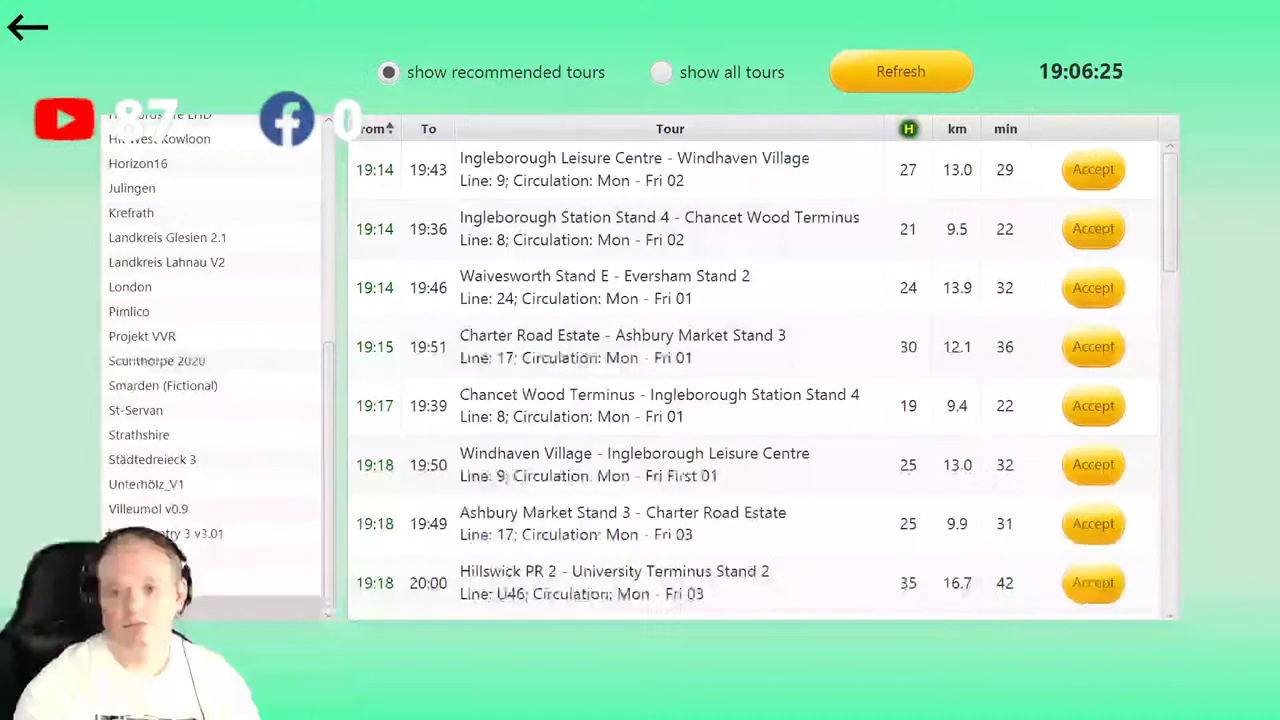 show recommended tours show all tours Refresh 19:06:25
87 0
HK West Kowloon
Horizon16
Julingen
Krefrath
Landkreis Glesien 2.1
Landkreis Lahnau V2
London
Pimlico
Projekt VVR
Scunthorpe 2020
Smarden (Fictional)
St-Servan
Strathshire
Städtedreieck 3
Unterhölz_V1
Villeumol v0.9
3 v3.01
To Tour H km min
19:14 19:43 Ingleborough Leisure Centre - Windhaven Village 27 13.0 29 Accept
Line: 9; Circulation: Mon - Fri 02
19:14 19:36 Ingleborough Station Stand 4 - Chancet Wood Terminus 21 9.5 22 Accept
Line: 8; Circulation: Mon - Fri 02
19:14 19:46 Waivesworth Stand E - Eversham Stand 2 24 13.9 32 Accept
Line: 24; Circulation: Mon - Fri 01
19:15 19:51 Charter Road Estate - Ashbury Market Stand 3 30 12.1 36 Accept
Line: 17; Circulation: Mon - Fri 01
19:17 19:39 Chancet Wood Terminus - Ingleborough Station Stand 4 19 9.4 22 Accept
Line: 8; Circulation: Mon - Fri 01
19:18 19:50 Windhaven Village - Ingleborough Leisure Centre 25 13.0 32 Accept
Line: 9; Circulation: Mon - Fri First 01
19:18 19:49 Ashbury Market Stand 3 - Charter Road Estate 25 9.9 31 Accept
Line: 17; Circulation: Mon - Fri 03
19:18 20:00 Hillswick PR 2 - University Terminus Stand 2 35 16.7 42 Accept
Line: U46; Circulation: Mon - Fri 03